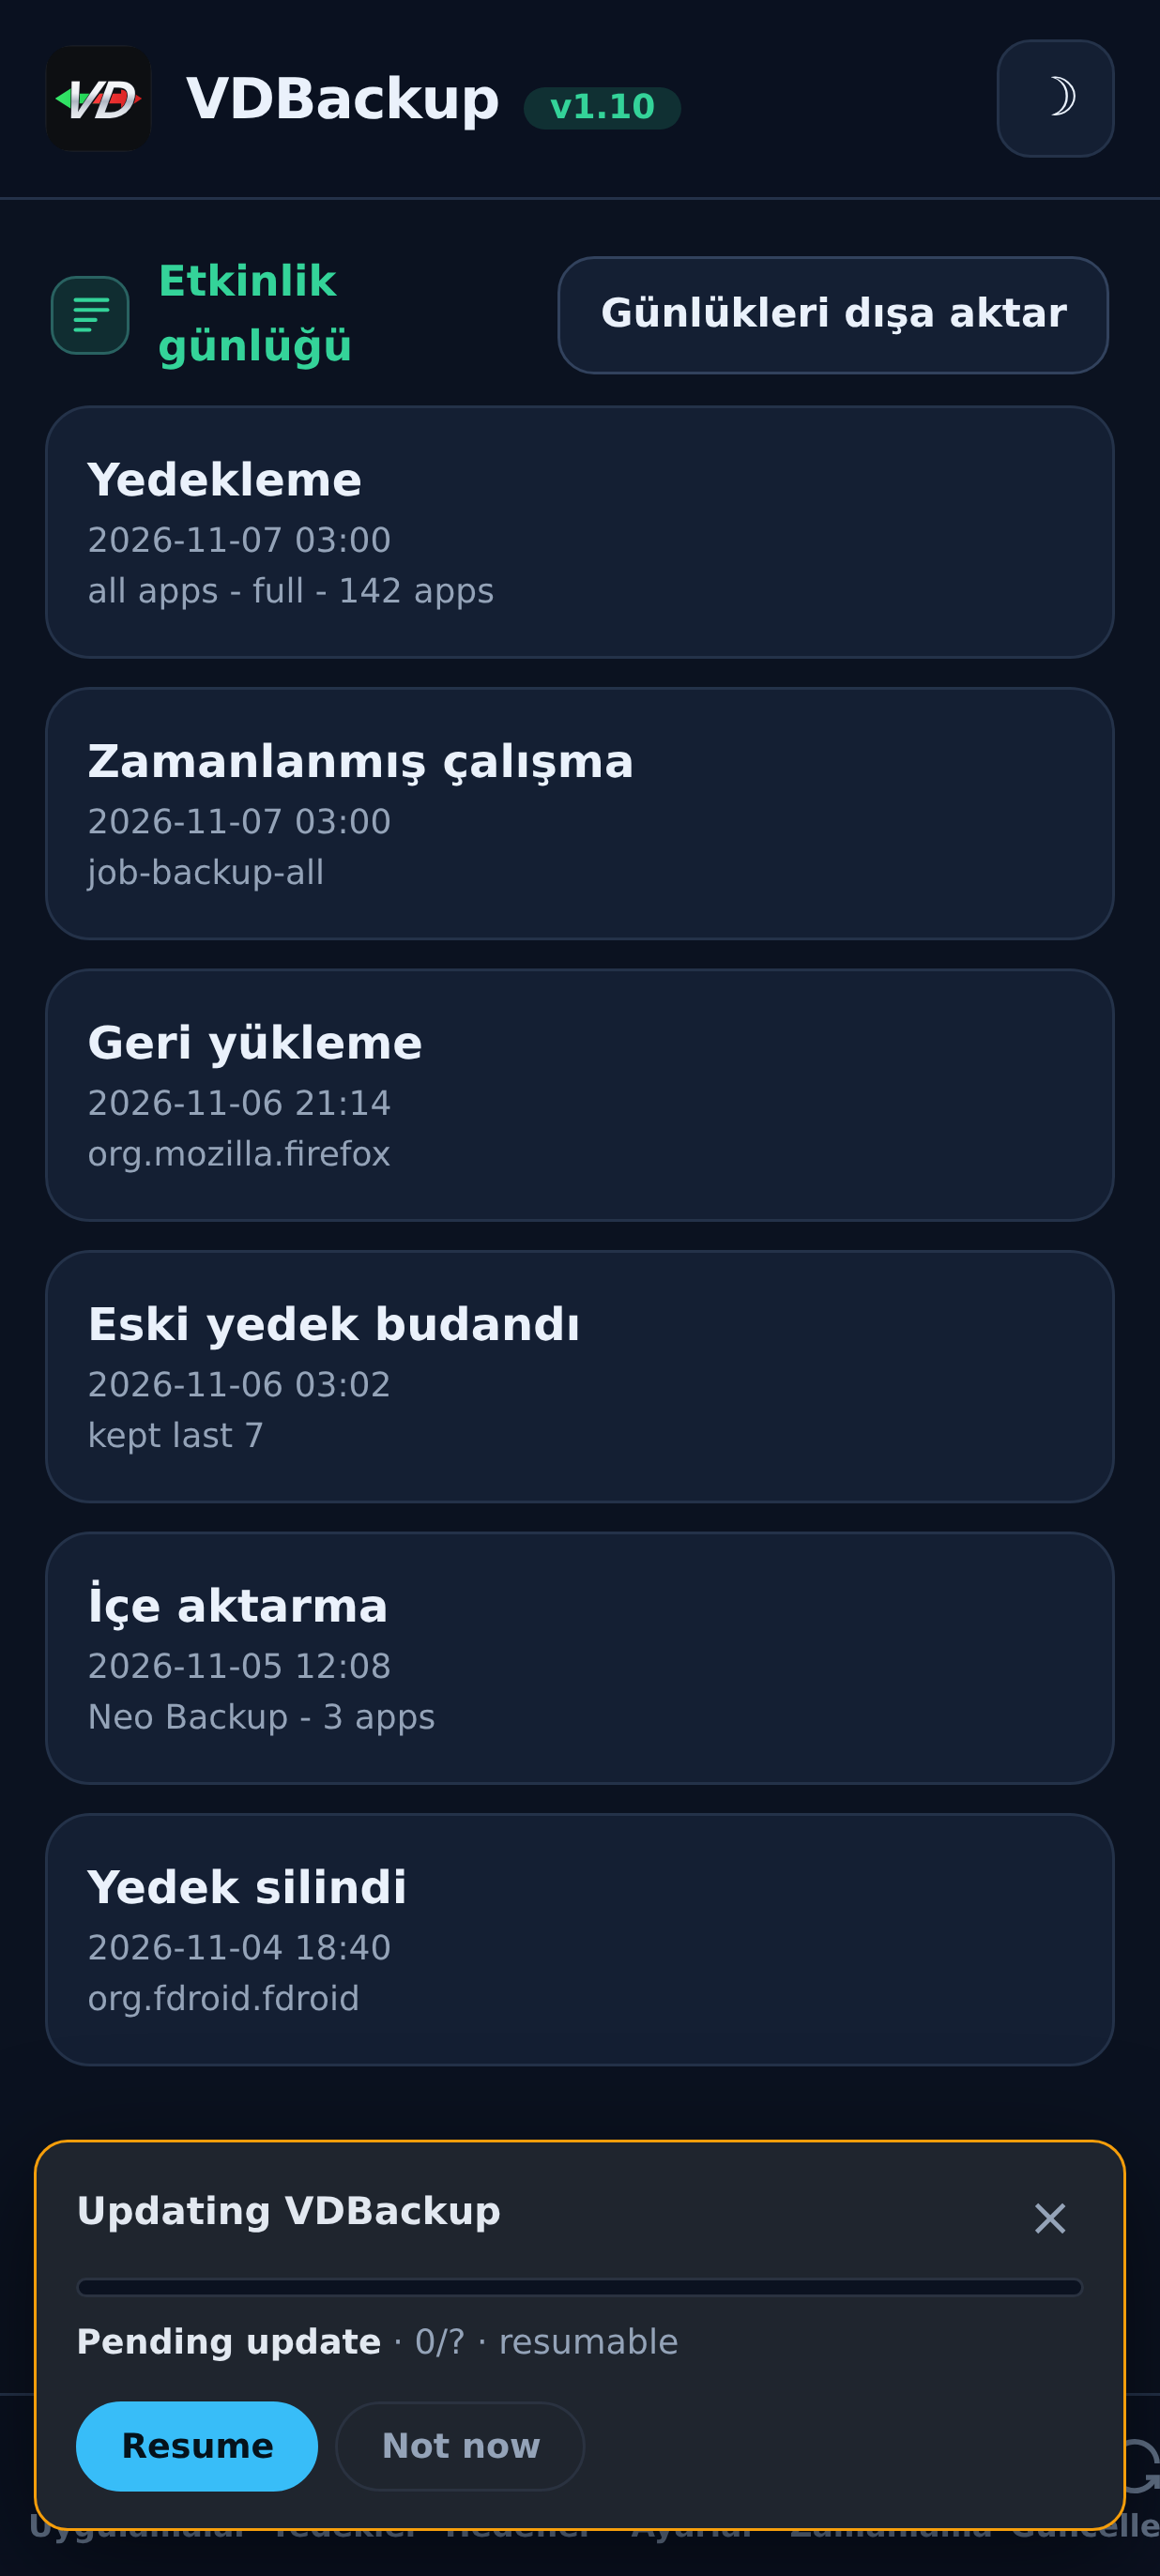 VD
VDBackup v1.10
Etkinlik
günlüğü
Günlükleri dışa aktar
Yedekleme
2026-11-07 03:00
all apps - full - 142 apps
Zamanlanmış çalışma
2026-11-07 03:00
job-backup-all
Geri yükleme
2026-11-06 21:14
org.mozilla.firefox
Eski yedek budandı
2026-11-06 03:02
kept last 7
İçe aktarma
2026-11-05 12:08
Neo Backup - 3 apps
Yedek silindi
2026-11-04 18:40
org.fdroid.fdroid
Updating VDBackup
Pending update · 0/? · resumable
Resume
Not now